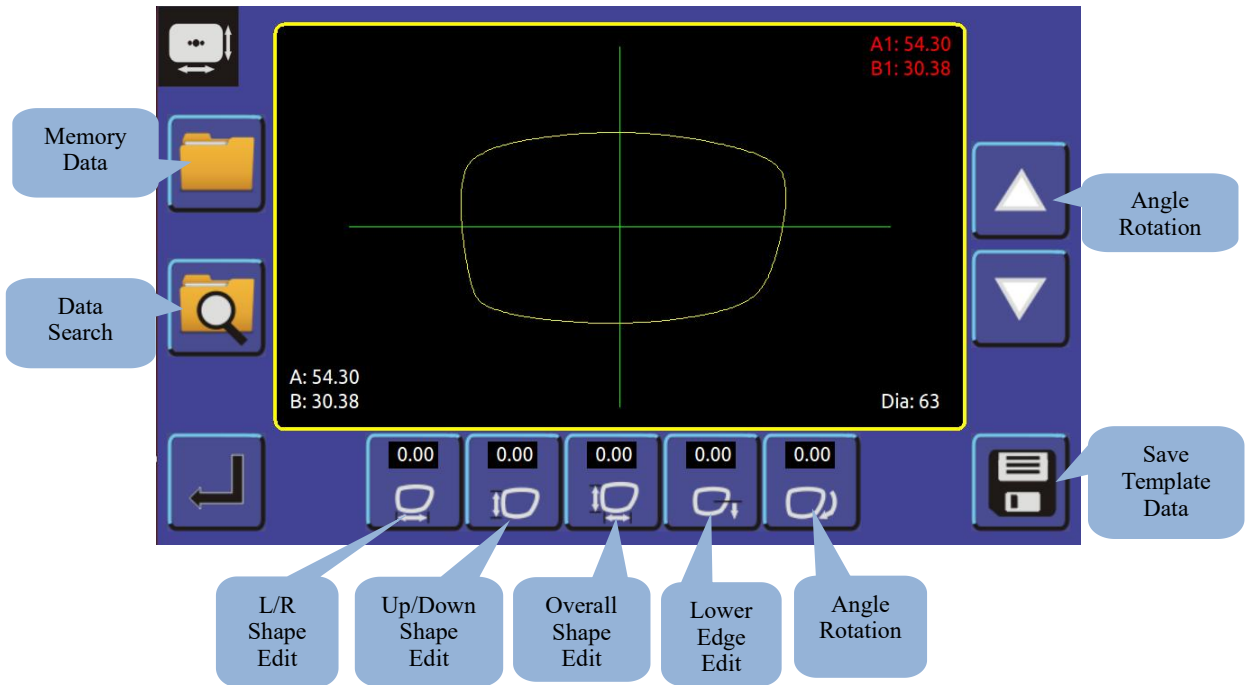 A1: 54.30
B1: 30.38
Memory
Data
Angle
Rotation
Data
Search
A: 54.30
B: 30.38
Dia: 63
0.00
0.00
0.00
0.00
0.00
Save
Template
Data
L/R
Shape
Edit
Up/Down
Shape
Edit
Overall
Shape
Edit
Lower
Edge
Edit
Angle
Rotation